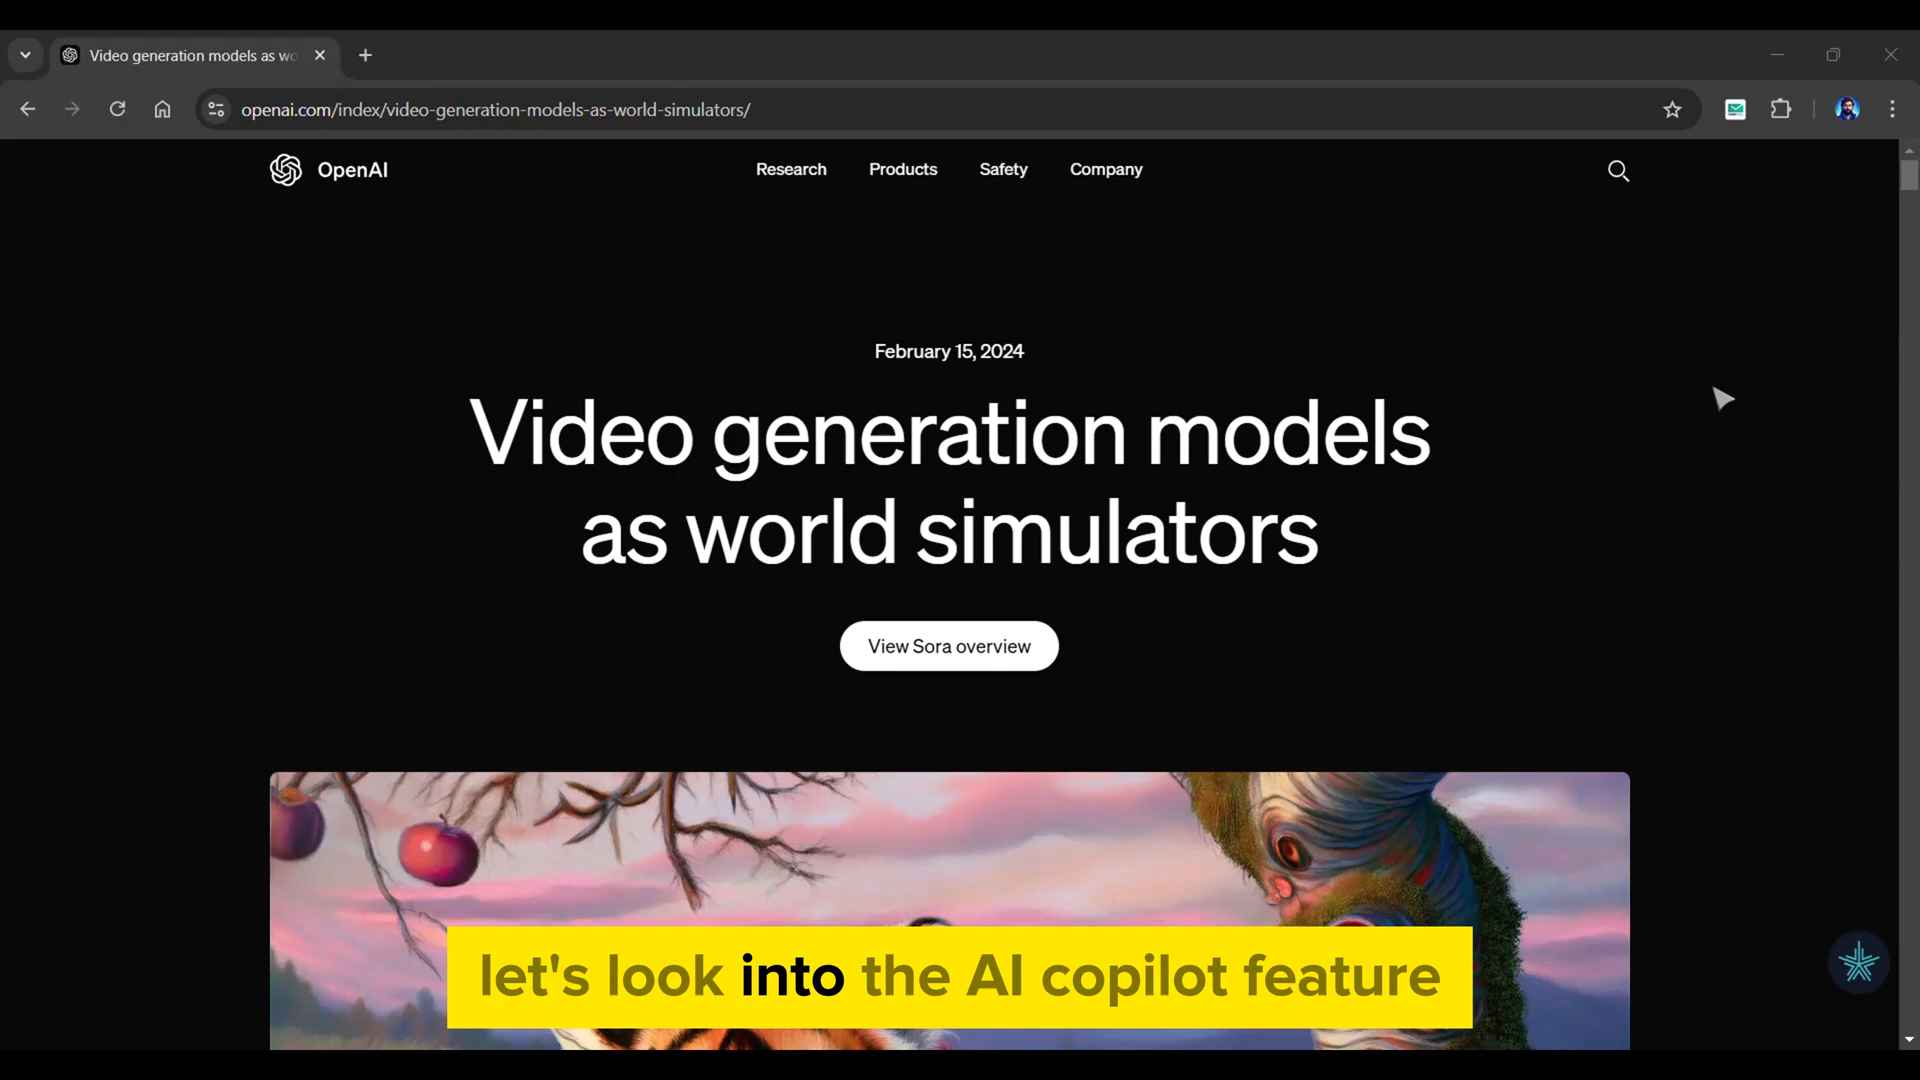 Video generation models as wo
openai.com/index/video-generation-models-as-world-simulators/
OpenAI
Research
Products
Safety
Company
February 15, 2024
Video generation models
as world simulators
View Sora overview
let's look into the AI copilot feature